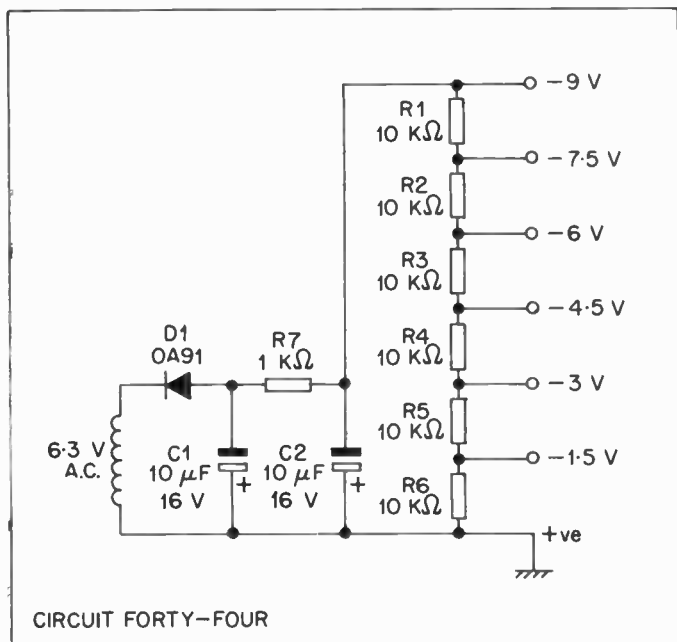 −9 V
R1
10 KΩ
−7·5 V
R2
10 KΩ
−6 V
R3
10 KΩ
−4·5 V
R4
10 KΩ
−3 V
R5
10 KΩ
−1·5 V
R6
10 KΩ
+ve
D1
OA91
R7
1 KΩ
6·3 V
A.C.
C1
10 μF
16 V
+
C2
10 μF
16 V
+
CIRCUIT FORTY−FOUR